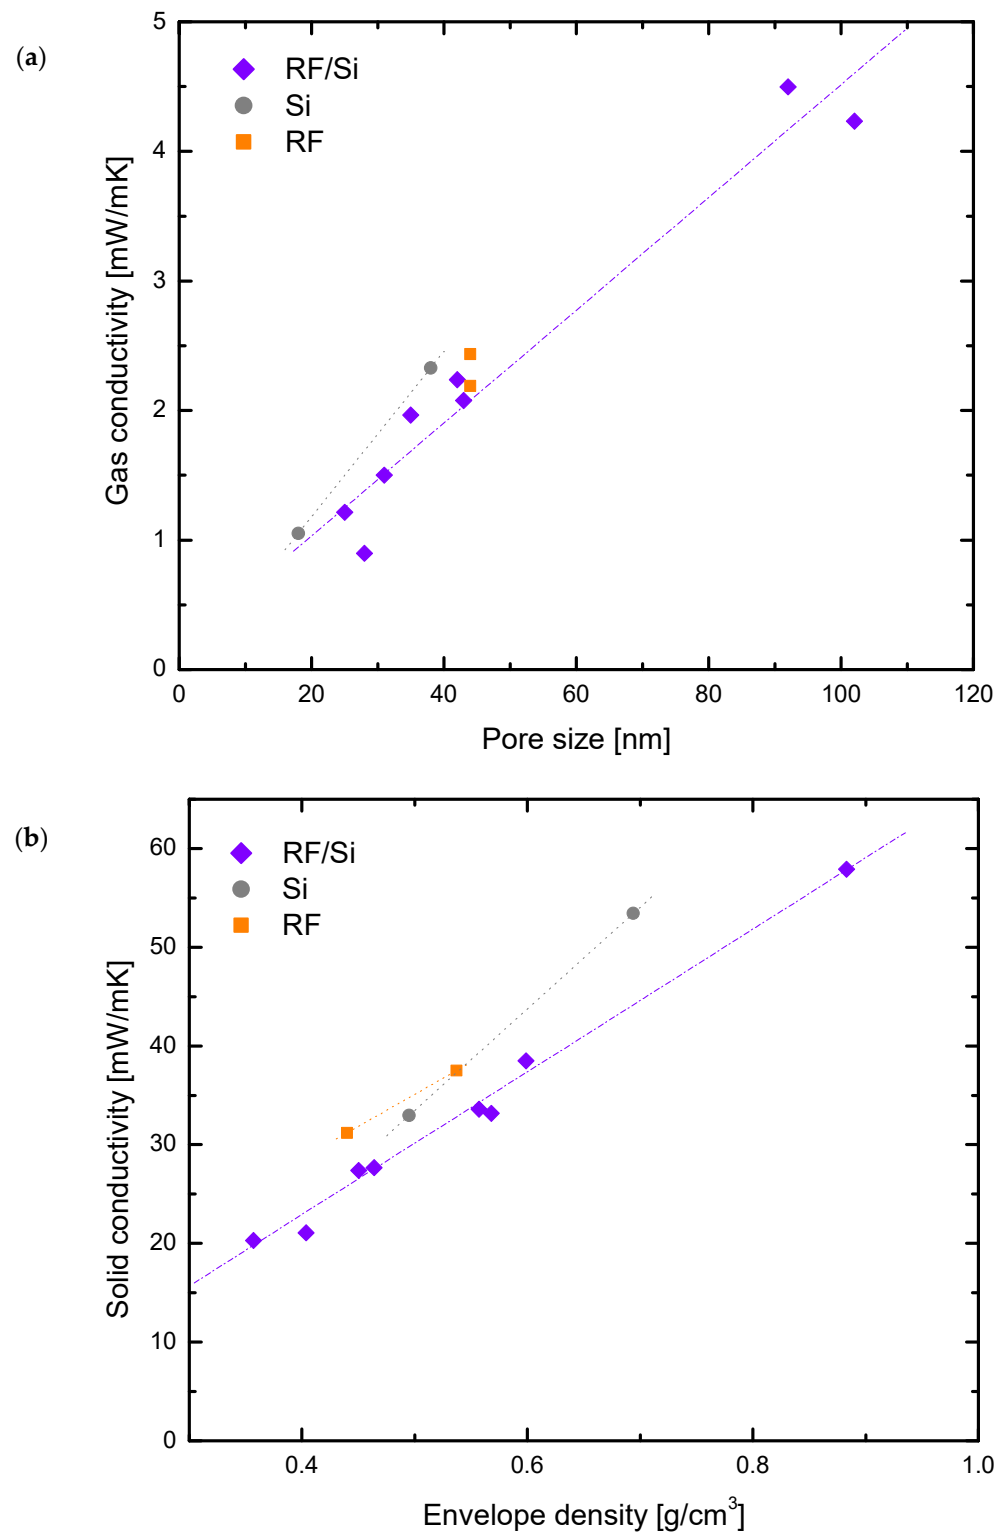 (a)
5
4
3
2
1
0
Gas conductivity [mW/mK]
RF/Si
Si
RF
0 20 40 60 80 100 120
Pore size [nm]
(b)
60
50
40
30
20
10
0
Solid conductivity [mW/mK]
RF/Si
Si
RF
0.4 0.6 0.8 1.0
Envelope density [g/cm³]